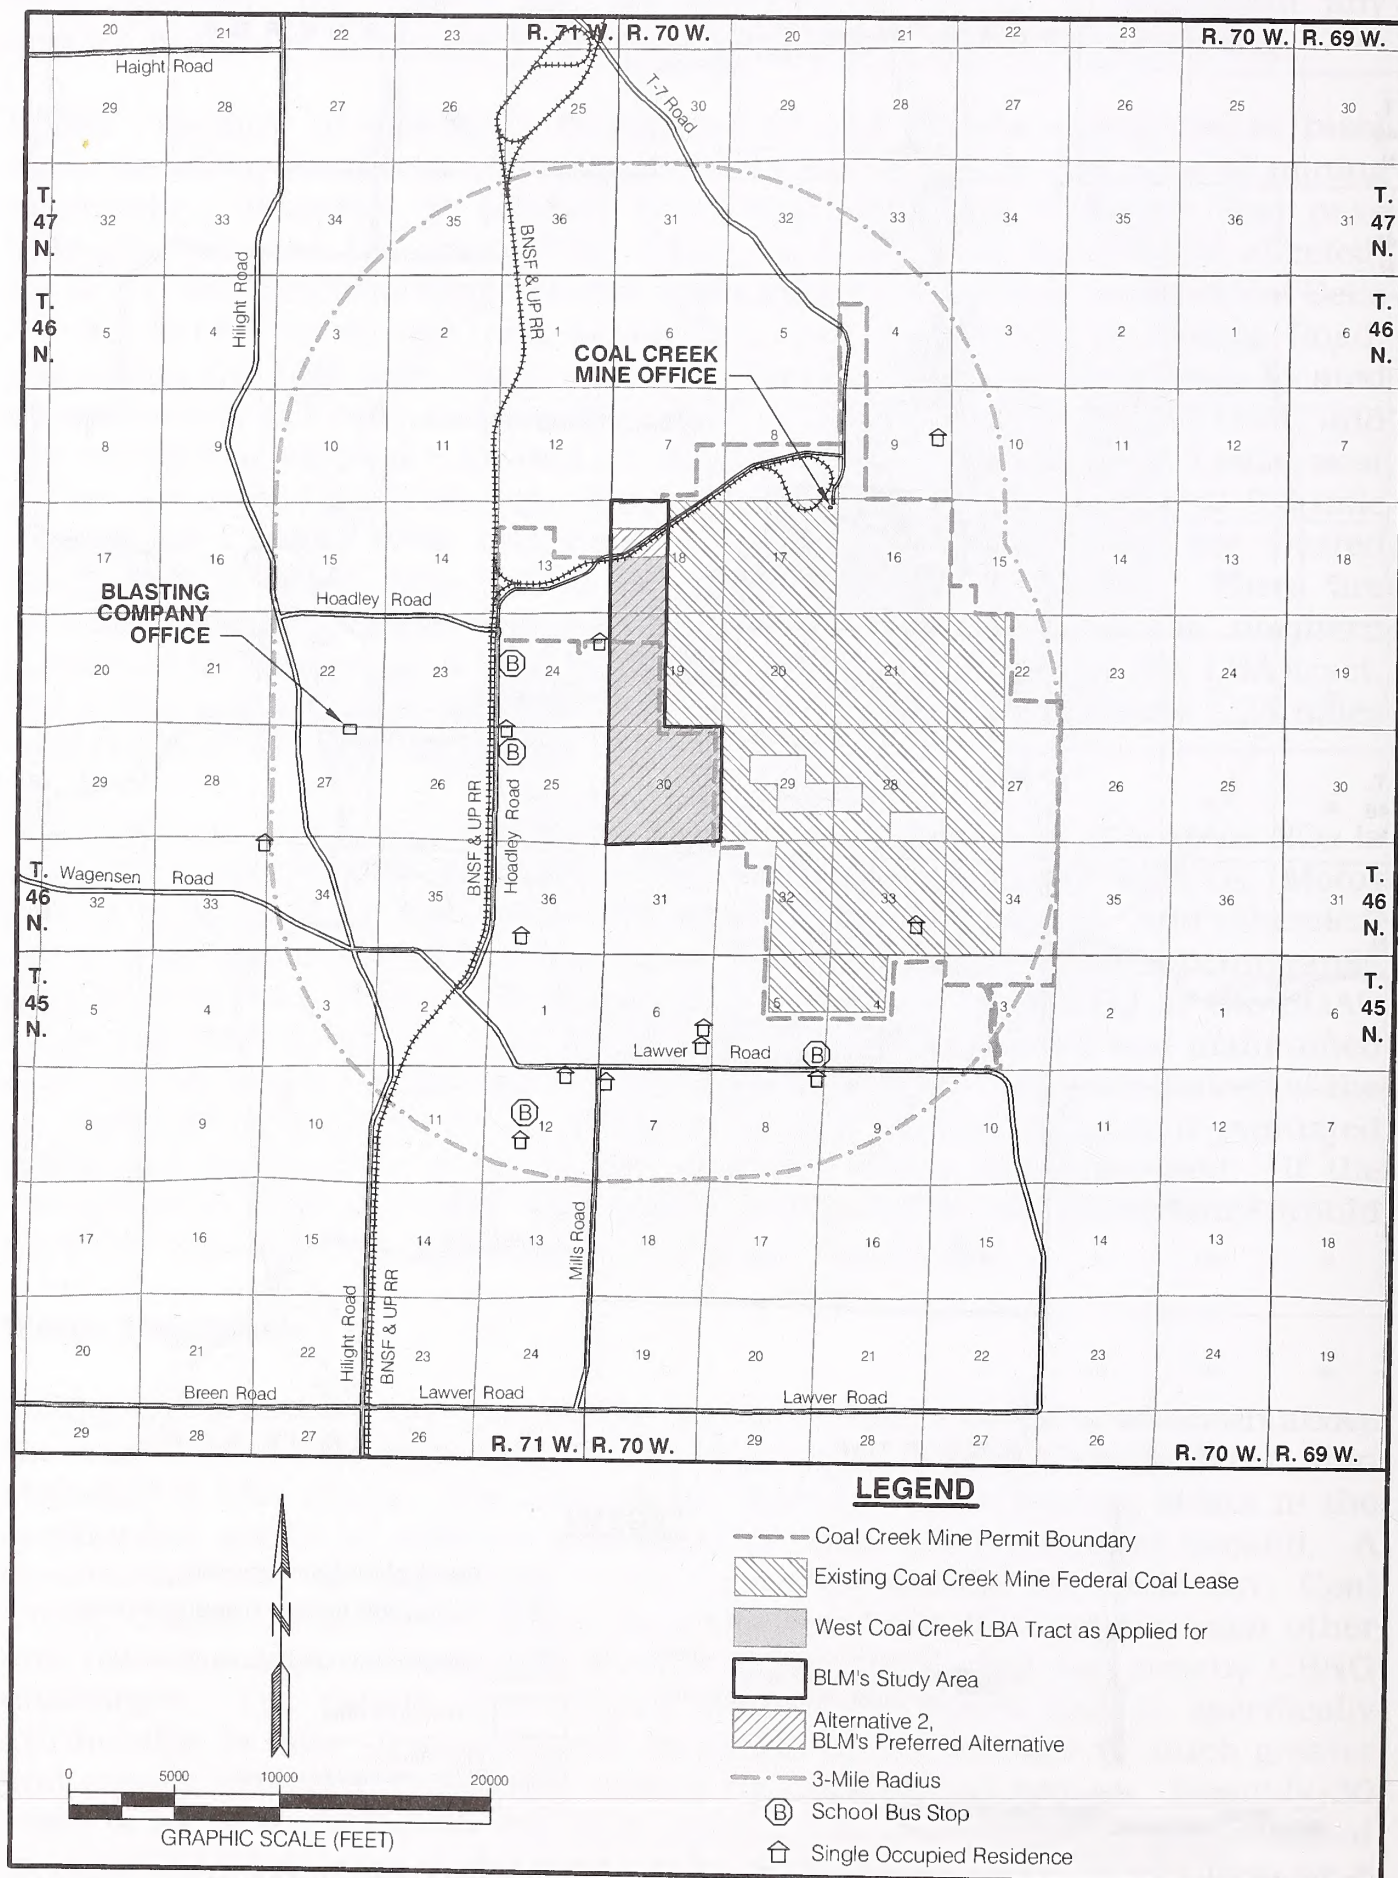 20 21 22 23 R. 71 W. R. 70 W. 20 21 22 23 R. 70 W. R. 69 W.
Haight Road
T-7 Road
29 28 27 26 25 30 29 28 27 26 25 30
T. 47 N.
32 33 34 35 36 31 32 33 34 35 36 31
T. 47 N.
Hilight Road
BNSF & UP RR
T. 46 N.
5 4 3 2 1 6 5 4 3 2 1 6
T. 46 N.
COAL CREEK
MINE OFFICE
8 9 10 11 12 7 8 9 10 11 12 7
17 16 15 14 13 18 17 16 15 14 13 18
BLASTING
COMPANY
OFFICE
Hoadley Road
20 21 22 23 24 19 20 21 22 23 24 19
B
B
29 28 27 26 25 30 29 28 27 26 25 30
BNSF & UP RR
Hoadley Road
Wagensen Road
T. 46 N.
32 33 34 35 36 31 32 33 34 35 36 31
T. 46 N.
T. 45 N.
5 4 3 2 1 6 5 4 3 2 1 6
T. 45 N.
Lawver Road
B
B
8 9 10 11 12 7 8 9 10 11 12 7
17 16 15 14 13 18 17 16 15 14 13 18
Mills Road
Hilight Road
BNSF & UP RR
20 21 22 23 24 19 20 21 22 23 24 19
Breen Road Lawver Road Lawver Road
29 28 27 26 R. 71 W. R. 70 W. 29 28 27 26 R. 70 W. R. 69 W.
LEGEND
Coal Creek Mine Permit Boundary
Existing Coal Creek Mine Federal Coal Lease
West Coal Creek LBA Tract as Applied for
BLM's Study Area
Alternative 2,
BLM's Preferred Alternative
3-Mile Radius
B School Bus Stop
Single Occupied Residence
N
0 5000 10000 20000
GRAPHIC SCALE (FEET)